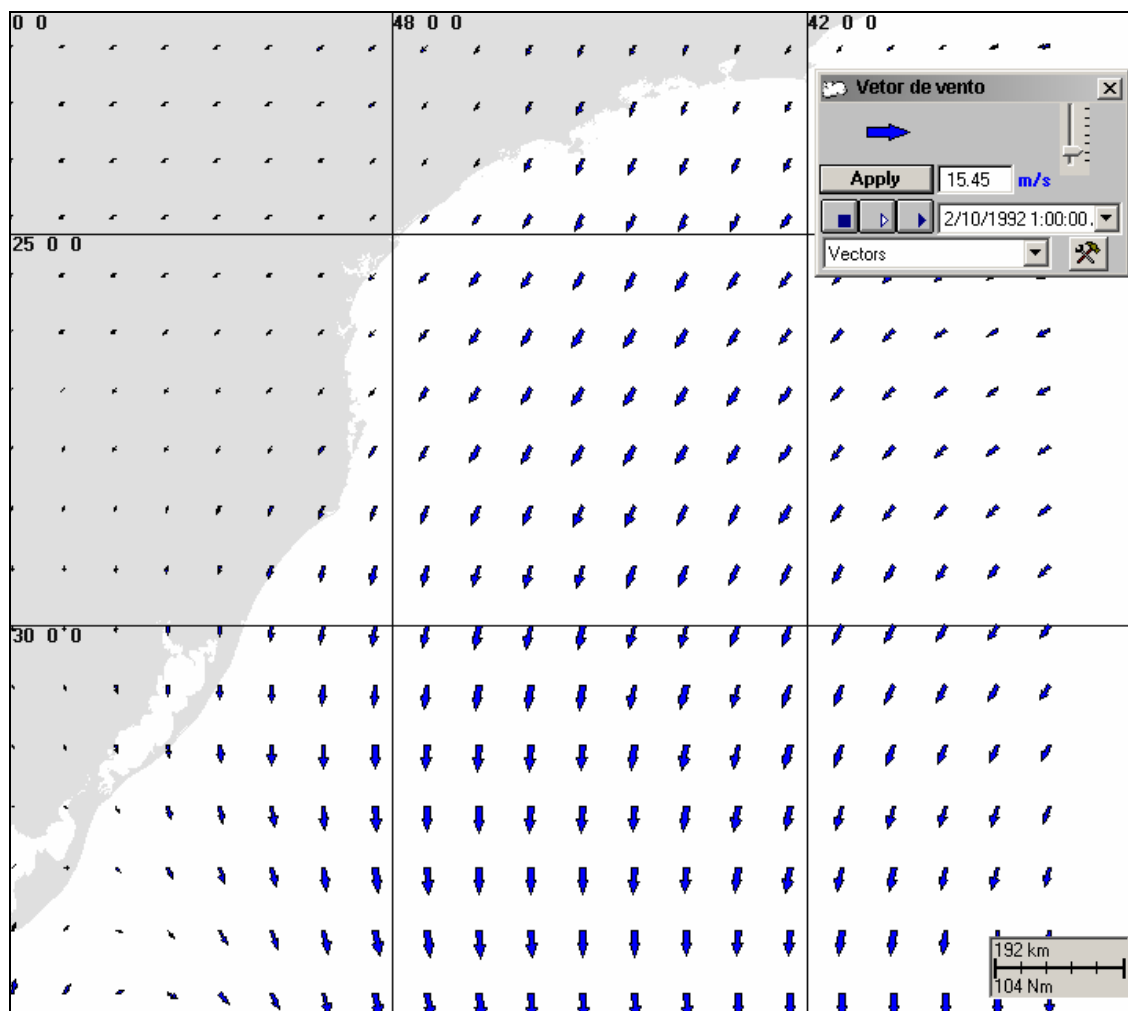 0 0
48 0 0
42 0 0
Vetor de vento
Apply
15.45
m/s
2/10/1992 1:00:00.
Vectors
25 0 0
30 0 0
192 km
104 Nm